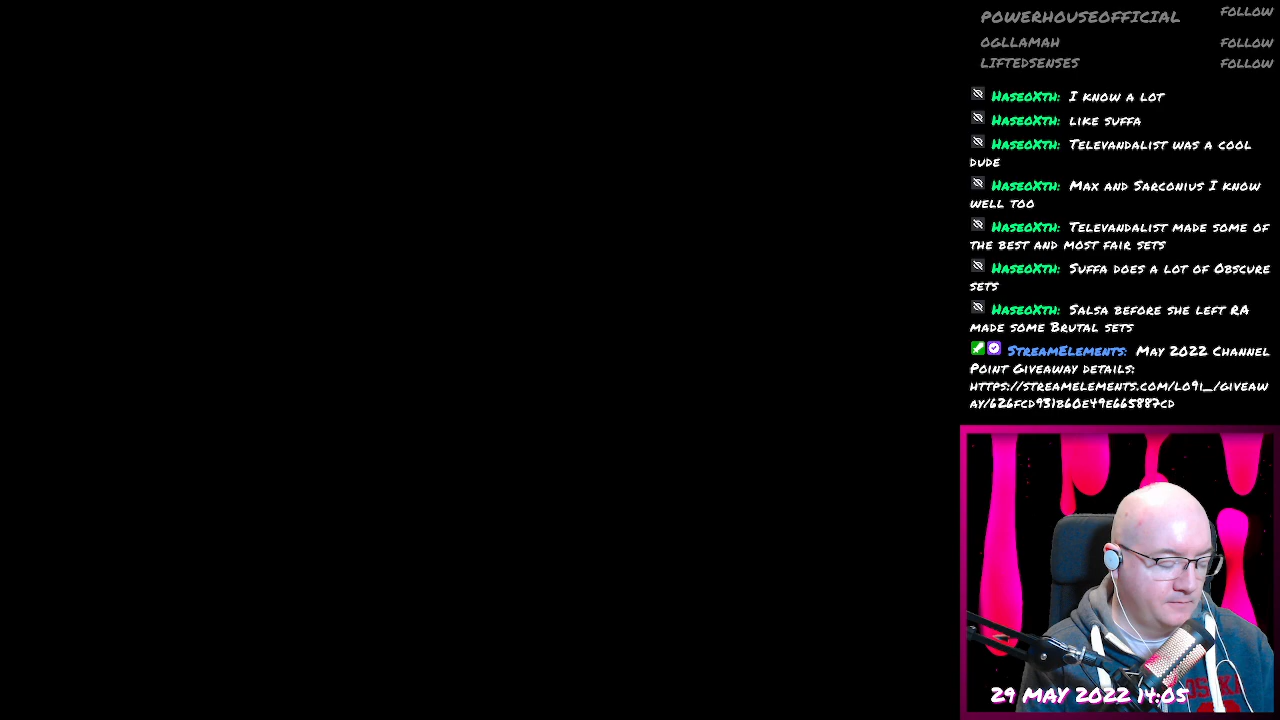 POWERHOUSEOFFICIAL FOLLOW
OGLLAMAH FOLLOW
LIFTEDSENSES FOLLOW
HaseoXth: I know a lot
HaseoXth: like suffa
HaseoXth: Televandalist was a cool
dude
HaseoXth: Max and Sarconius I know
well too
HaseoXth: Televandalist made some of
the best and most fair sets
HaseoXth: Suffa does a lot of Obscure
sets
HaseoXth: Salsa before she left RA
made some Brutal sets
StreamElements: May 2022 Channel
Point Giveaway details:
https://streamelements.com/lo9i_/giveaw
ay/626fcd931860e49e665887cd
29 MAY 2022 14:05